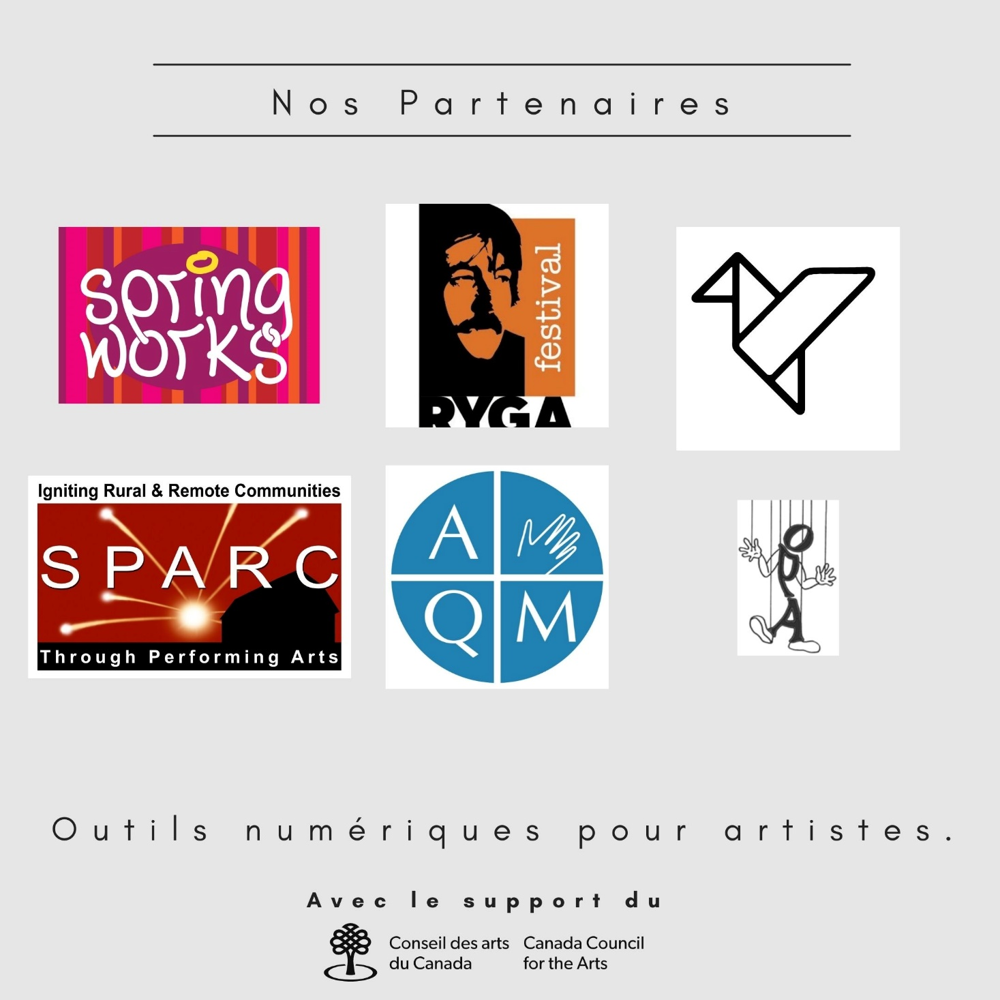 Nos Partenaires
spring
works
festival
RYGA
Igniting Rural & Remote Communities
SPARC
Through Performing Arts
A
Q M
OPA
Outils numériques pour artistes.
Avec le support du
Conseil des arts
du Canada
Canada Council
for the Arts